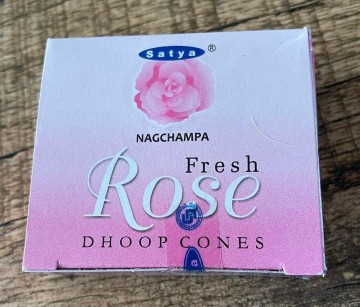 Satya ®
NAGCHAMPA
Fresh
Rose
DHOOP CONES